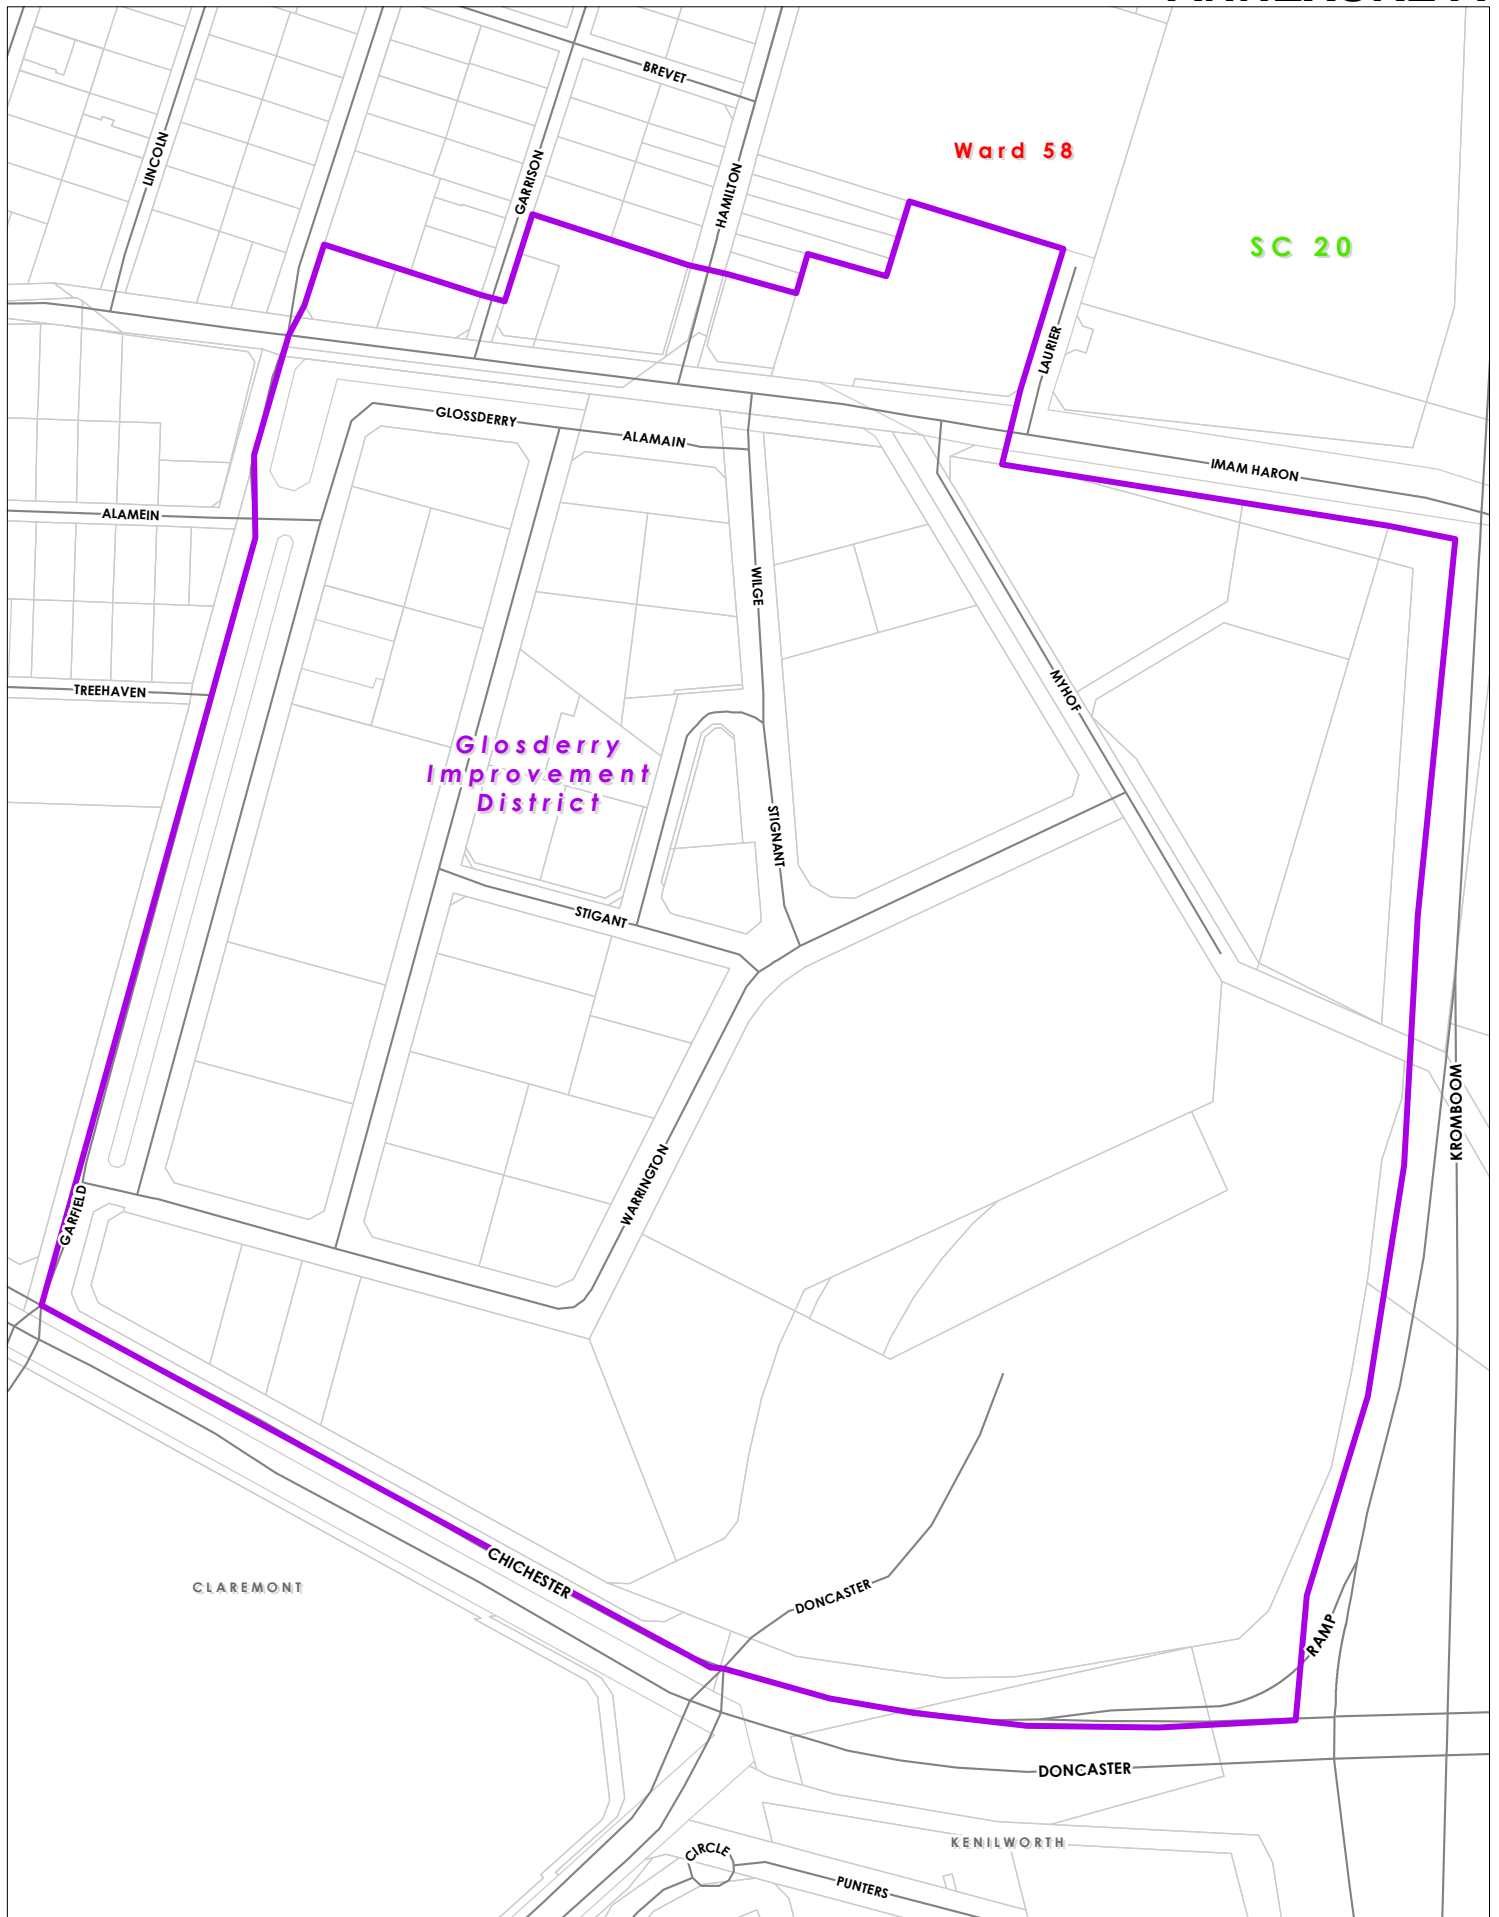 BREVET
LINCOLN
GARRISON
HAMILTON
Ward 58
SC 20
LAURIER
GLOSSDERRY
ALAMAIN
IMAM HARON
ALAMEIN
WILGE
TREEHAVEN
MYHOF
Glosderry
Improvement
District
STIGNANT
STIGANT
KROMBOOM
WARRINGTON
GARFIELD
CHICHESTER
CLAREMONT
DONCASTER
RAMP
DONCASTER
KENILWORTH
CIRCLE
PUNTERS